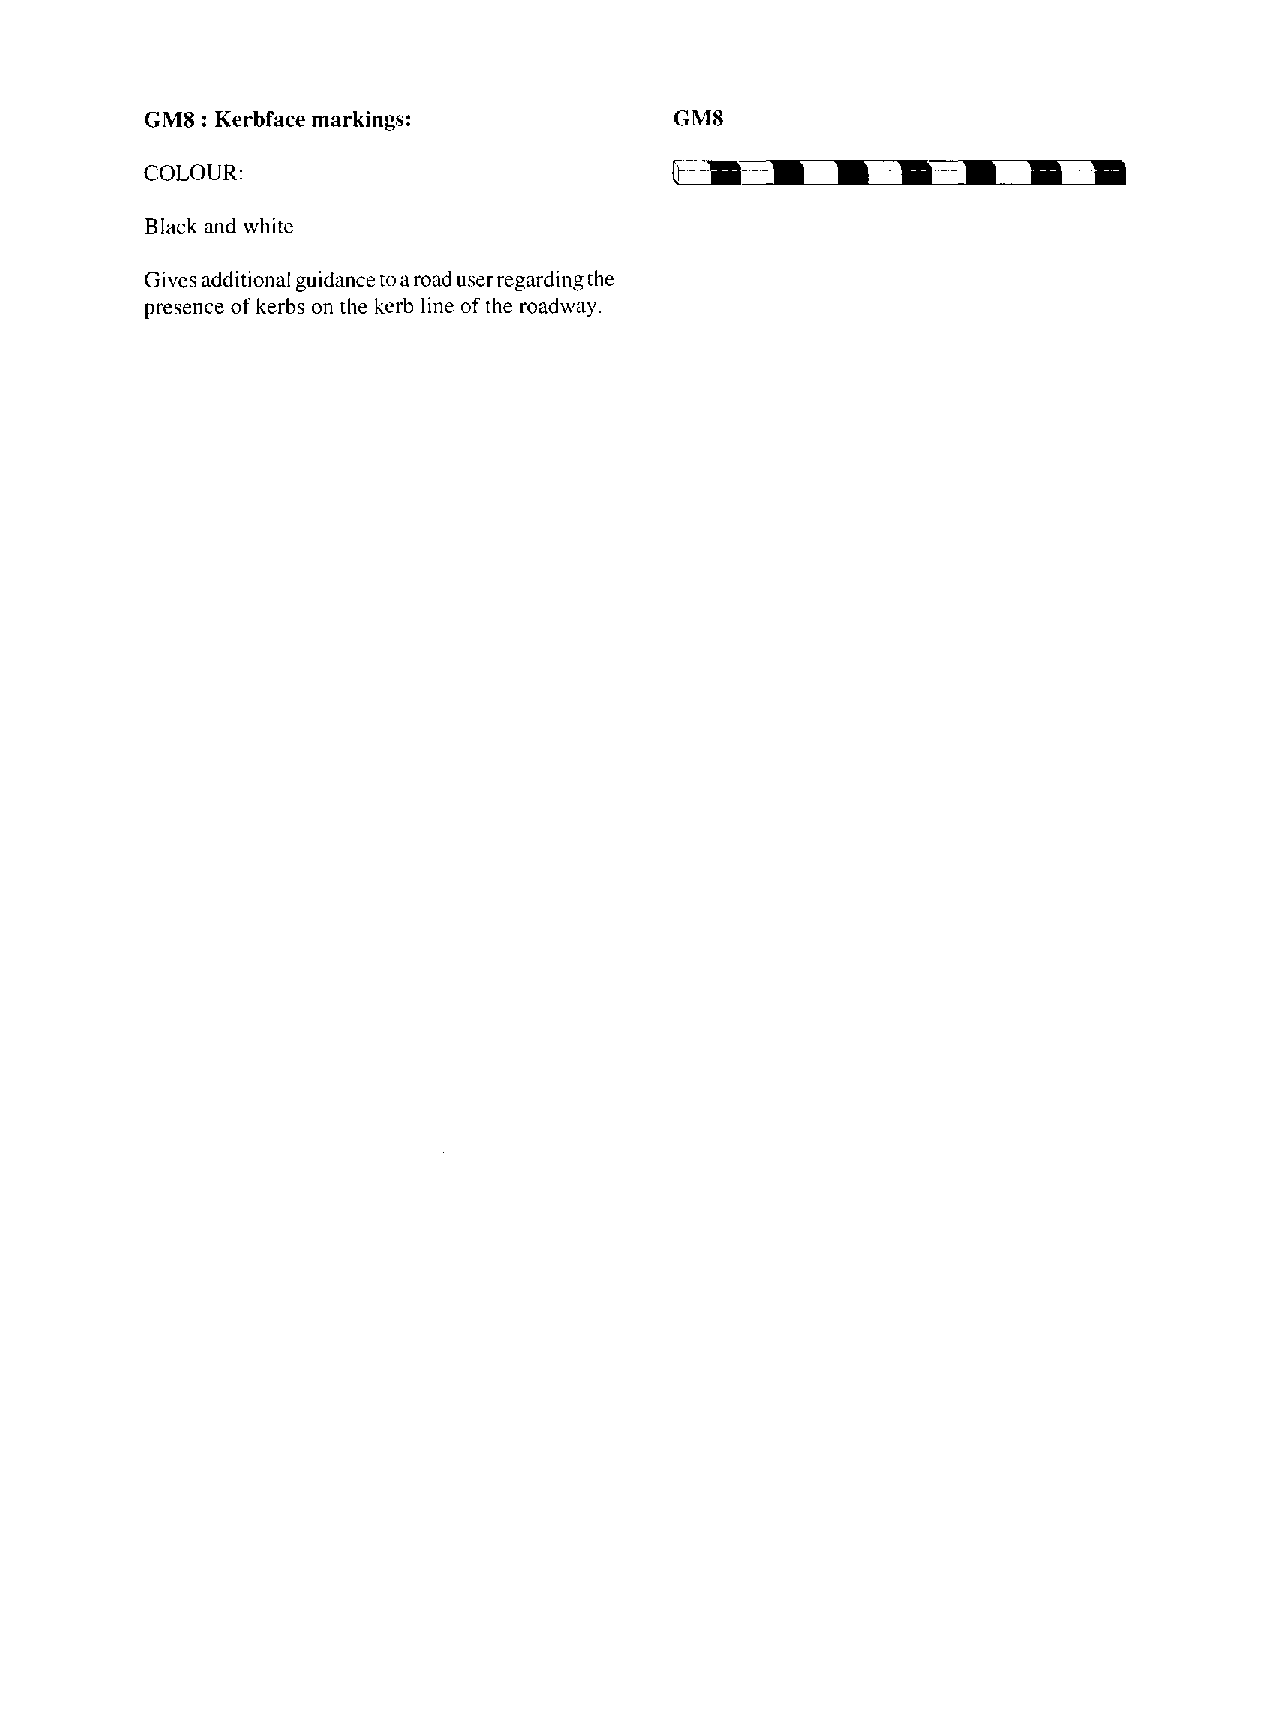 GM8 : Kerbface markings:
GM8
COLOUR:
Black and white
Gives additional guidance to a road user regarding the
presence of kerbs on the kerb line of the roadway.